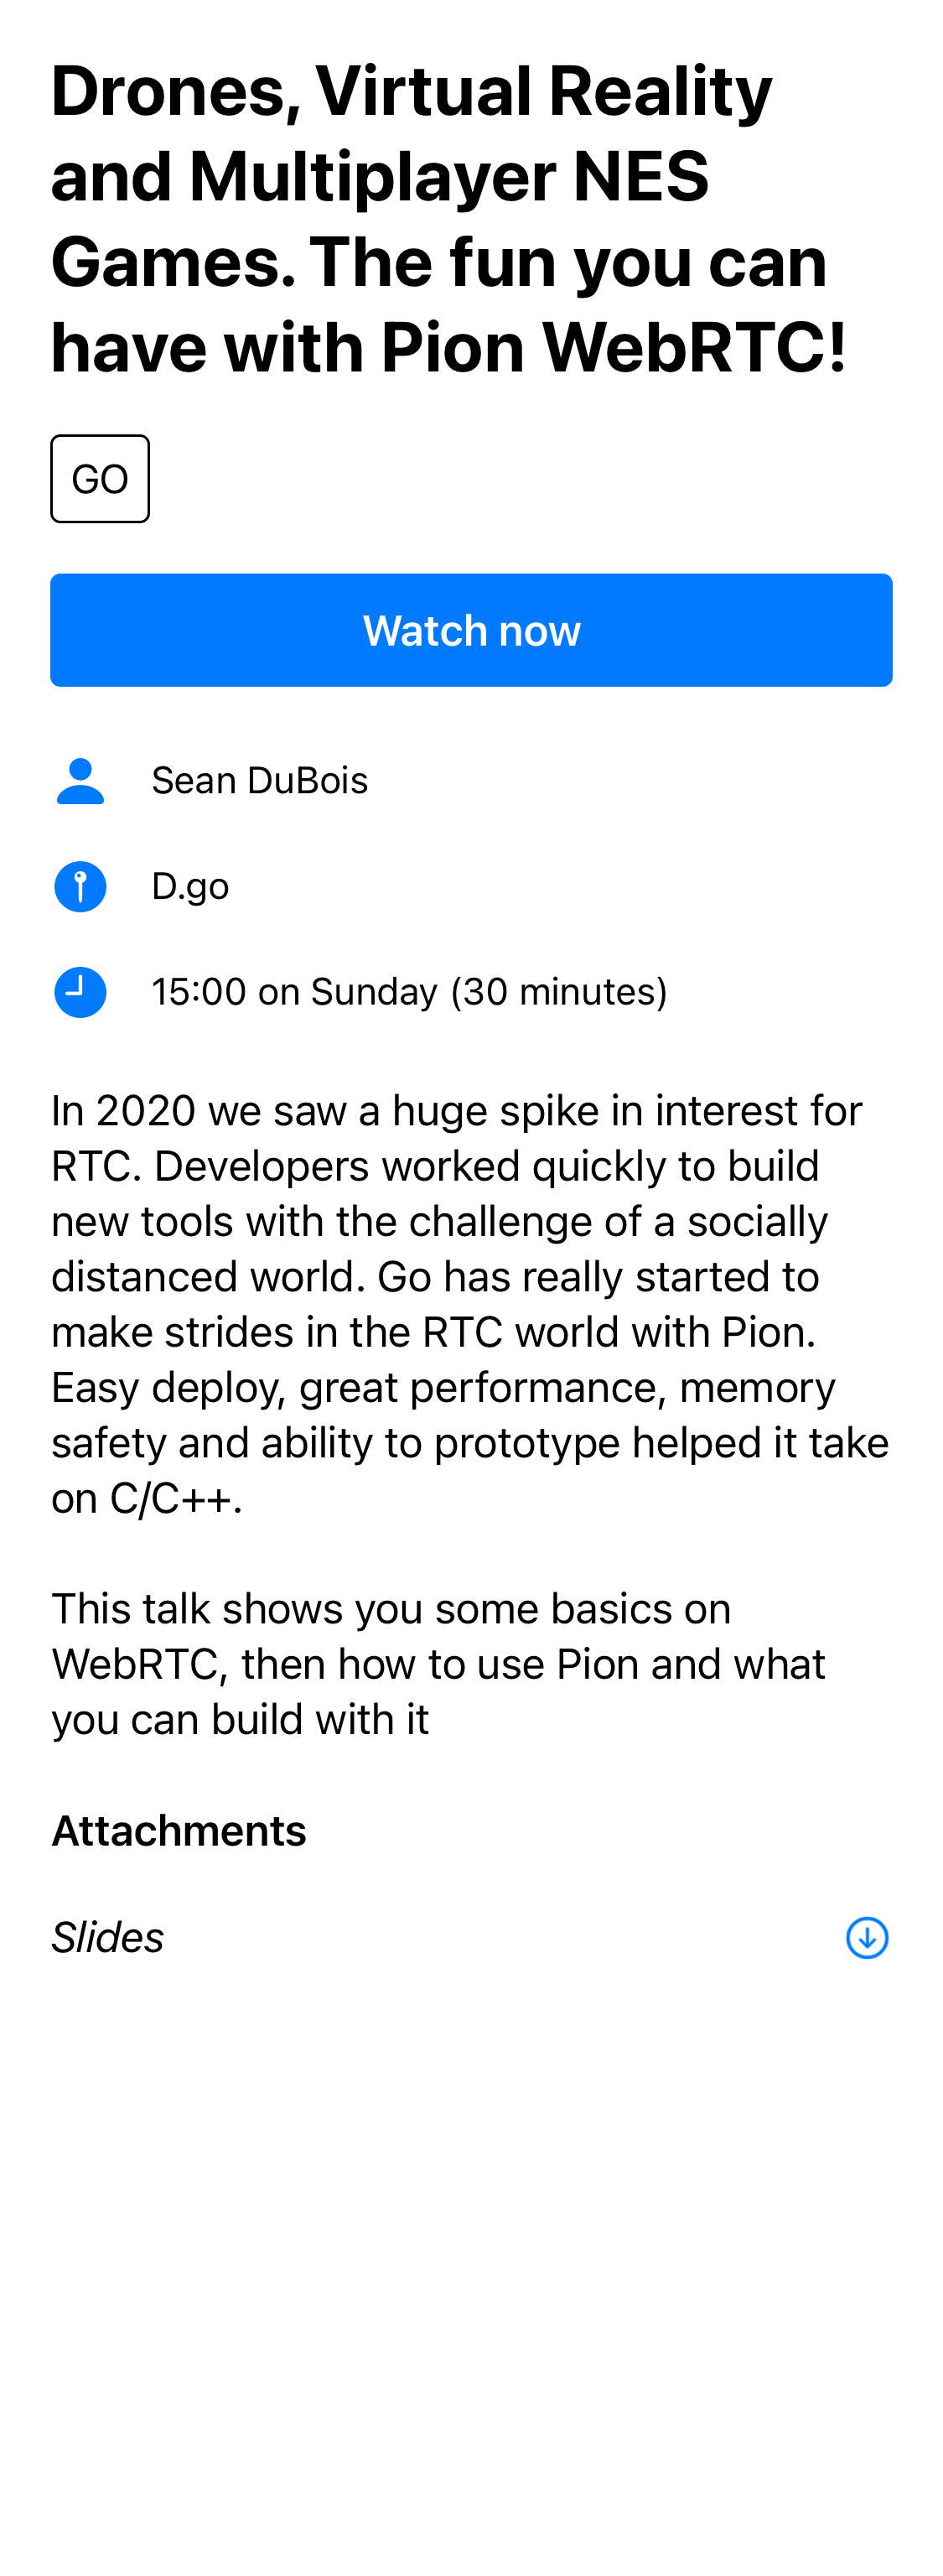 Drones, Virtual Reality
and Multiplayer NES
Games. The fun you can
have with Pion WebRTC!
GO
Watch now
Sean DuBois
D.go
15:00 on Sunday (30 minutes)
In 2020 we saw a huge spike in interest for
RTC. Developers worked quickly to build
new tools with the challenge of a socially
distanced world. Go has really started to
make strides in the RTC world with Pion.
Easy deploy, great performance, memory
safety and ability to prototype helped it take
on C/C++.
This talk shows you some basics on
WebRTC, then how to use Pion and what
you can build with it
Attachments
Slides